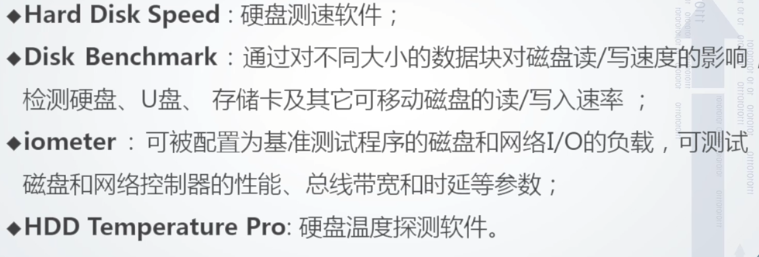 ◆Hard Disk Speed : 硬盘测速软件；
◆Disk Benchmark : 通过对不同大小的数据块对磁盘读/写速度的影响，
检测硬盘、U盘、 存储卡及其它可移动磁盘的读/写入速率 ；
◆iometer : 可被配置为基准测试程序的磁盘和网络I/O的负载，可测试
磁盘和网络控制器的性能、总线带宽和时延等参数；
◆HDD Temperature Pro: 硬盘温度探测软件。